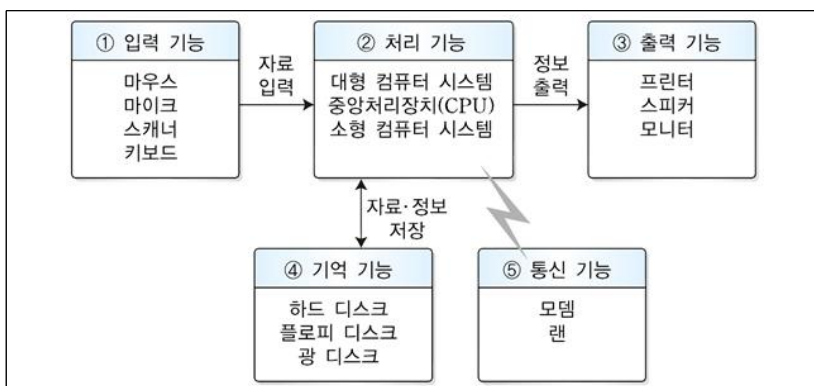 ① 입력 기능
마우스
마이크
스캐너
키보드
자료
입력
② 처리 기능
대형 컴퓨터 시스템
중앙처리장치(CPU)
소형 컴퓨터 시스템
정보
출력
③ 출력 기능
프린터
스피커
모니터
자료·정보
저장
④ 기억 기능
하드 디스크
플로피 디스크
광 디스크
⑤ 통신 기능
모뎀
랜